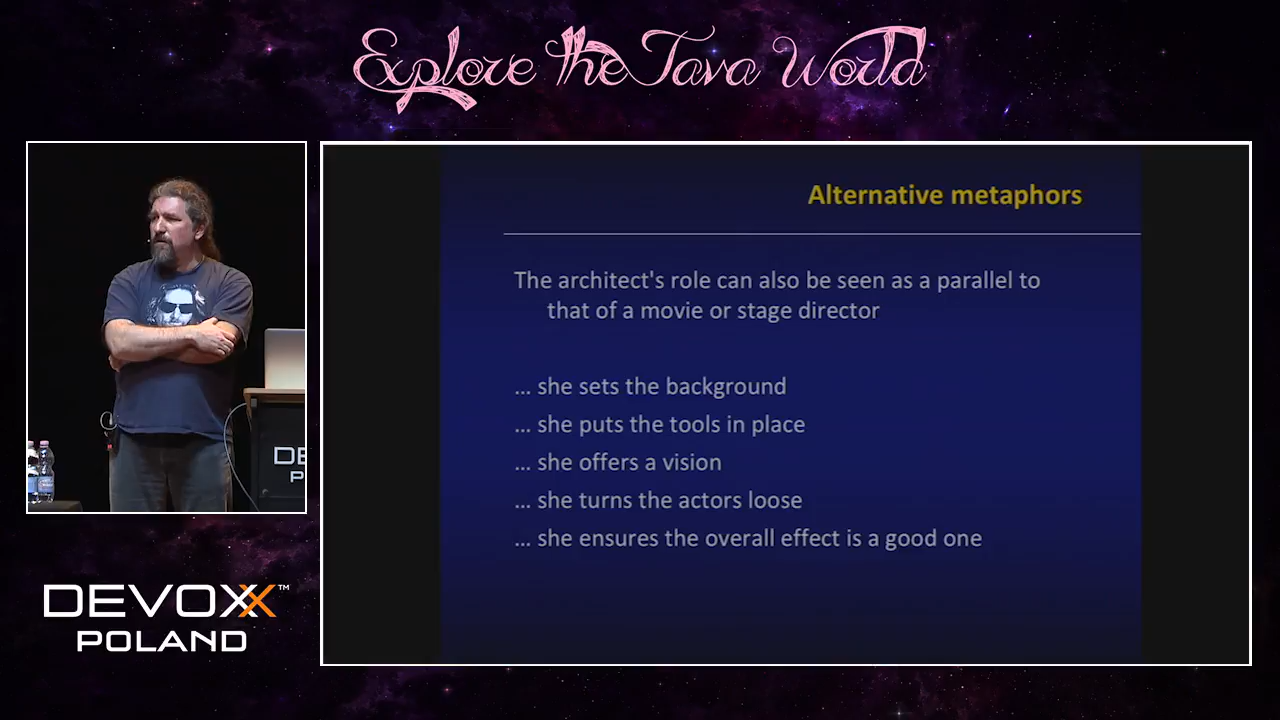 Explore the Java World
Alternative metaphors
The architect's role can also be seen as a parallel to
that of a movie or stage director
... she sets the background
... she puts the tools in place
... she offers a vision
... she turns the actors loose
... she ensures the overall effect is a good one
DE
P
DEVOXX™
POLAND